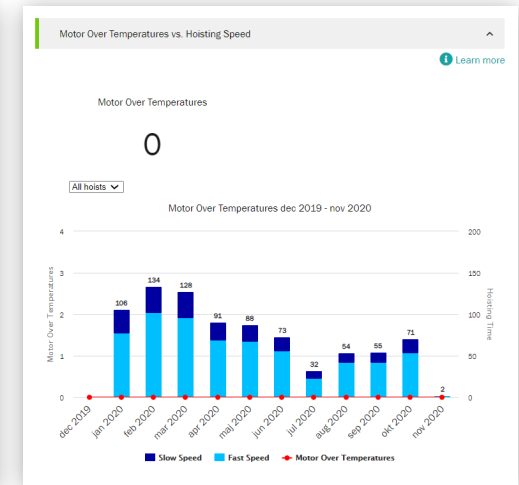 Motor Over Temperatures vs. Hoisting Speed
Learn more
Motor Over Temperatures
0
All hoists
Motor Over Temperatures dec 2019 - nov 2020
4 200
3 150
2 100
1 50
0 0
Motor Over Temperatures
Hoisting Time
106 134 128 91 88 73 32 54 55 71 2
dec 2019 jan 2020 feb 2020 mar 2020 apr 2020 maj 2020 jun 2020 jul 2020 aug 2020 sep 2020 okt 2020 nov 2020
Slow Speed Fast Speed Motor Over Temperatures